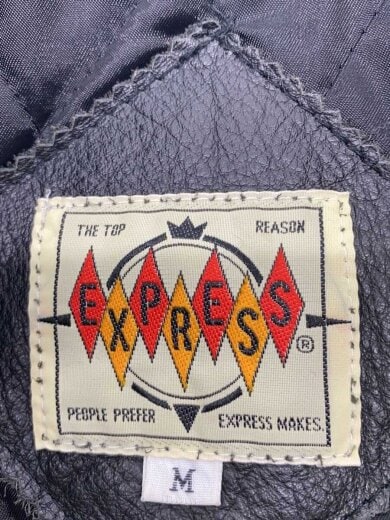 THE TOP REASON
EXPRESS
®
PEOPLE PREFER EXPRESS MAKES.
M